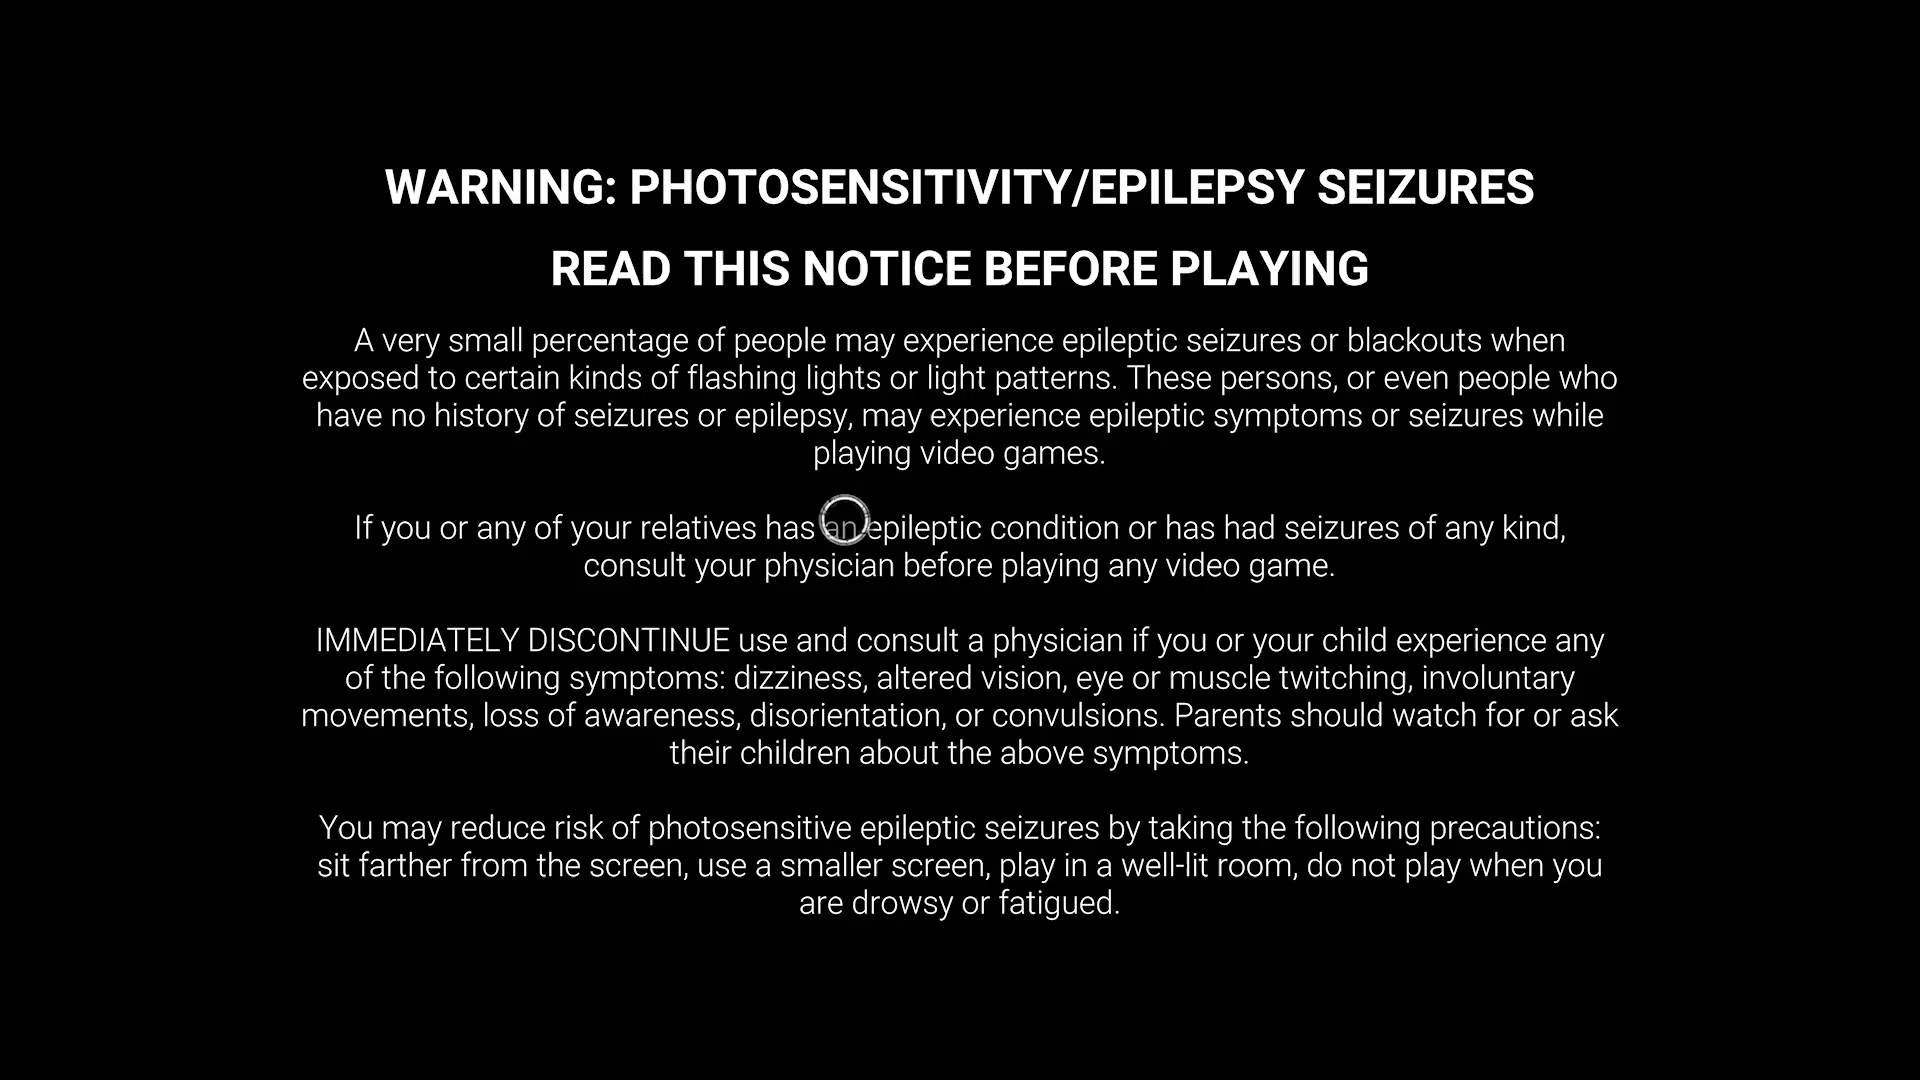 WARNING: PHOTOSENSITIVITY/EPILEPSY SEIZURES
READ THIS NOTICE BEFORE PLAYING
A very small percentage of people may experience epileptic seizures or blackouts when
exposed to certain kinds of flashing lights or light patterns. These persons, or even people who
have no history of seizures or epilepsy, may experience epileptic symptoms or seizures while
playing video games.
If you or any of your relatives has an epileptic condition or has had seizures of any kind,
consult your physician before playing any video game.
IMMEDIATELY DISCONTINUE use and consult a physician if you or your child experience any
of the following symptoms: dizziness, altered vision, eye or muscle twitching, involuntary
movements, loss of awareness, disorientation, or convulsions. Parents should watch for or ask
their children about the above symptoms.
You may reduce risk of photosensitive epileptic seizures by taking the following precautions:
sit farther from the screen, use a smaller screen, play in a well-lit room, do not play when you
are drowsy or fatigued.